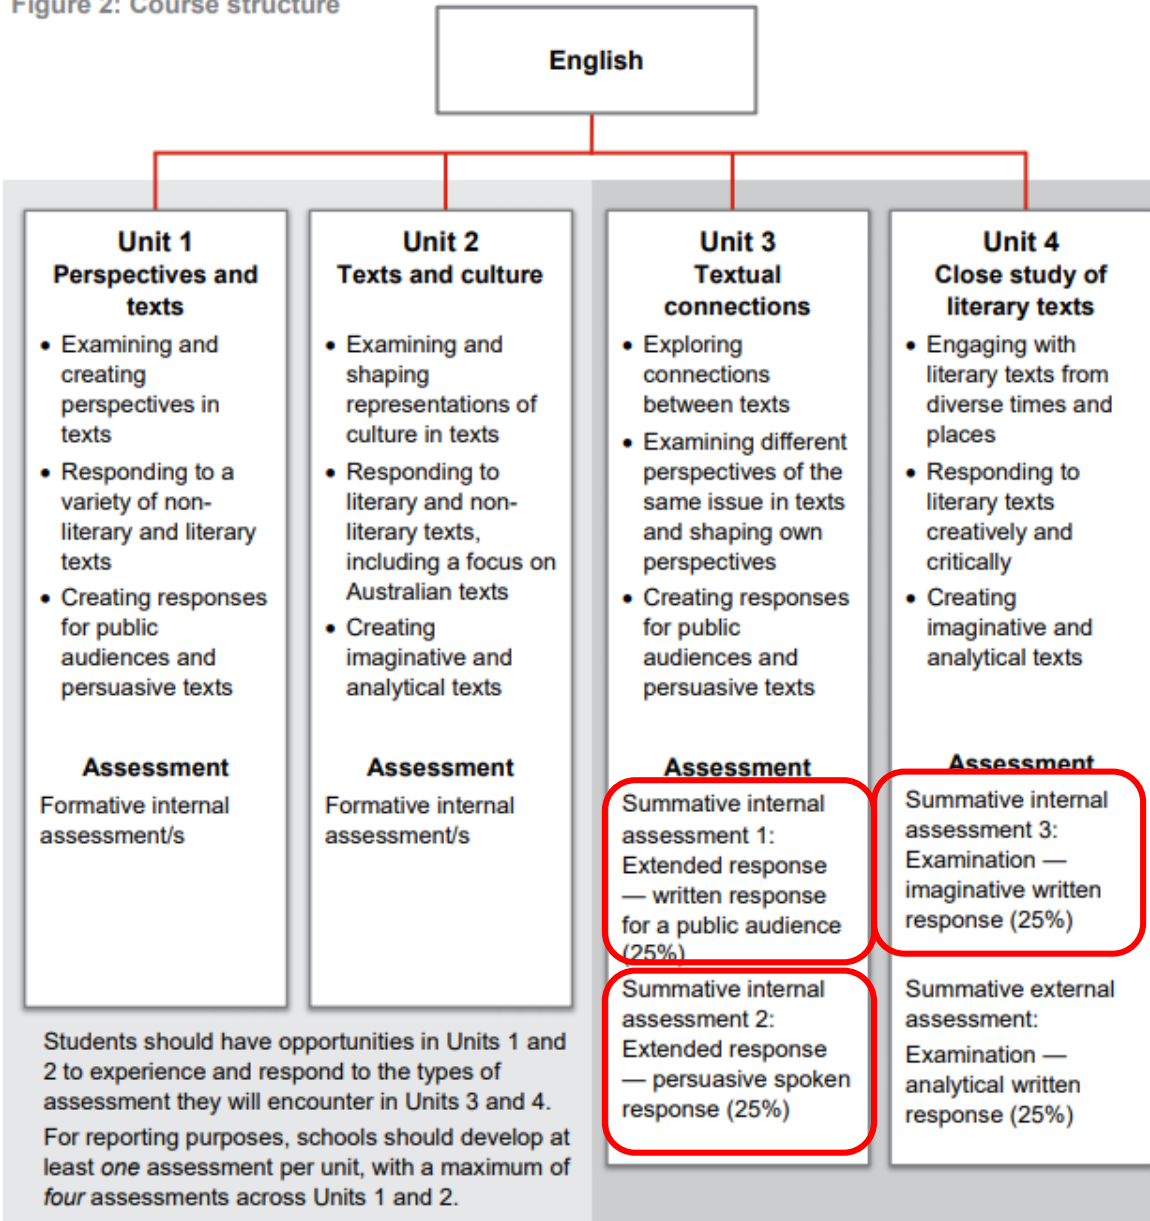 Figure 2: Course structure
English
Unit 1
Perspectives and
texts
• Examining and
creating
perspectives in
texts
• Responding to a
variety of non-
literary and literary
texts
• Creating responses
for public
audiences and
persuasive texts
Assessment
Formative internal
assessment/s
Unit 2
Texts and culture
• Examining and
shaping
representations of
culture in texts
• Responding to
literary and non-
literary texts,
including a focus on
Australian texts
• Creating
imaginative and
analytical texts
Assessment
Formative internal
assessment/s
Students should have opportunities in Units 1 and
2 to experience and respond to the types of
assessment they will encounter in Units 3 and 4.
For reporting purposes, schools should develop at
least one assessment per unit, with a maximum of
four assessments across Units 1 and 2.
Unit 3
Textual
connections
• Exploring
connections
between texts
• Examining different
perspectives of the
same issue in texts
and shaping own
perspectives
• Creating responses
for public
audiences and
persuasive texts
Assessment
Summative internal
assessment 1:
Extended response
— written response
for a public audience
(25%)
Summative internal
assessment 2:
Extended response
— persuasive spoken
response (25%)
Unit 4
Close study of
literary texts
• Engaging with
literary texts from
diverse times and
places
• Responding to
literary texts
creatively and
critically
• Creating
imaginative and
analytical texts
Assessment
Summative internal
assessment 3:
Examination —
imaginative written
response (25%)
Summative external
assessment:
Examination —
analytical written
response (25%)